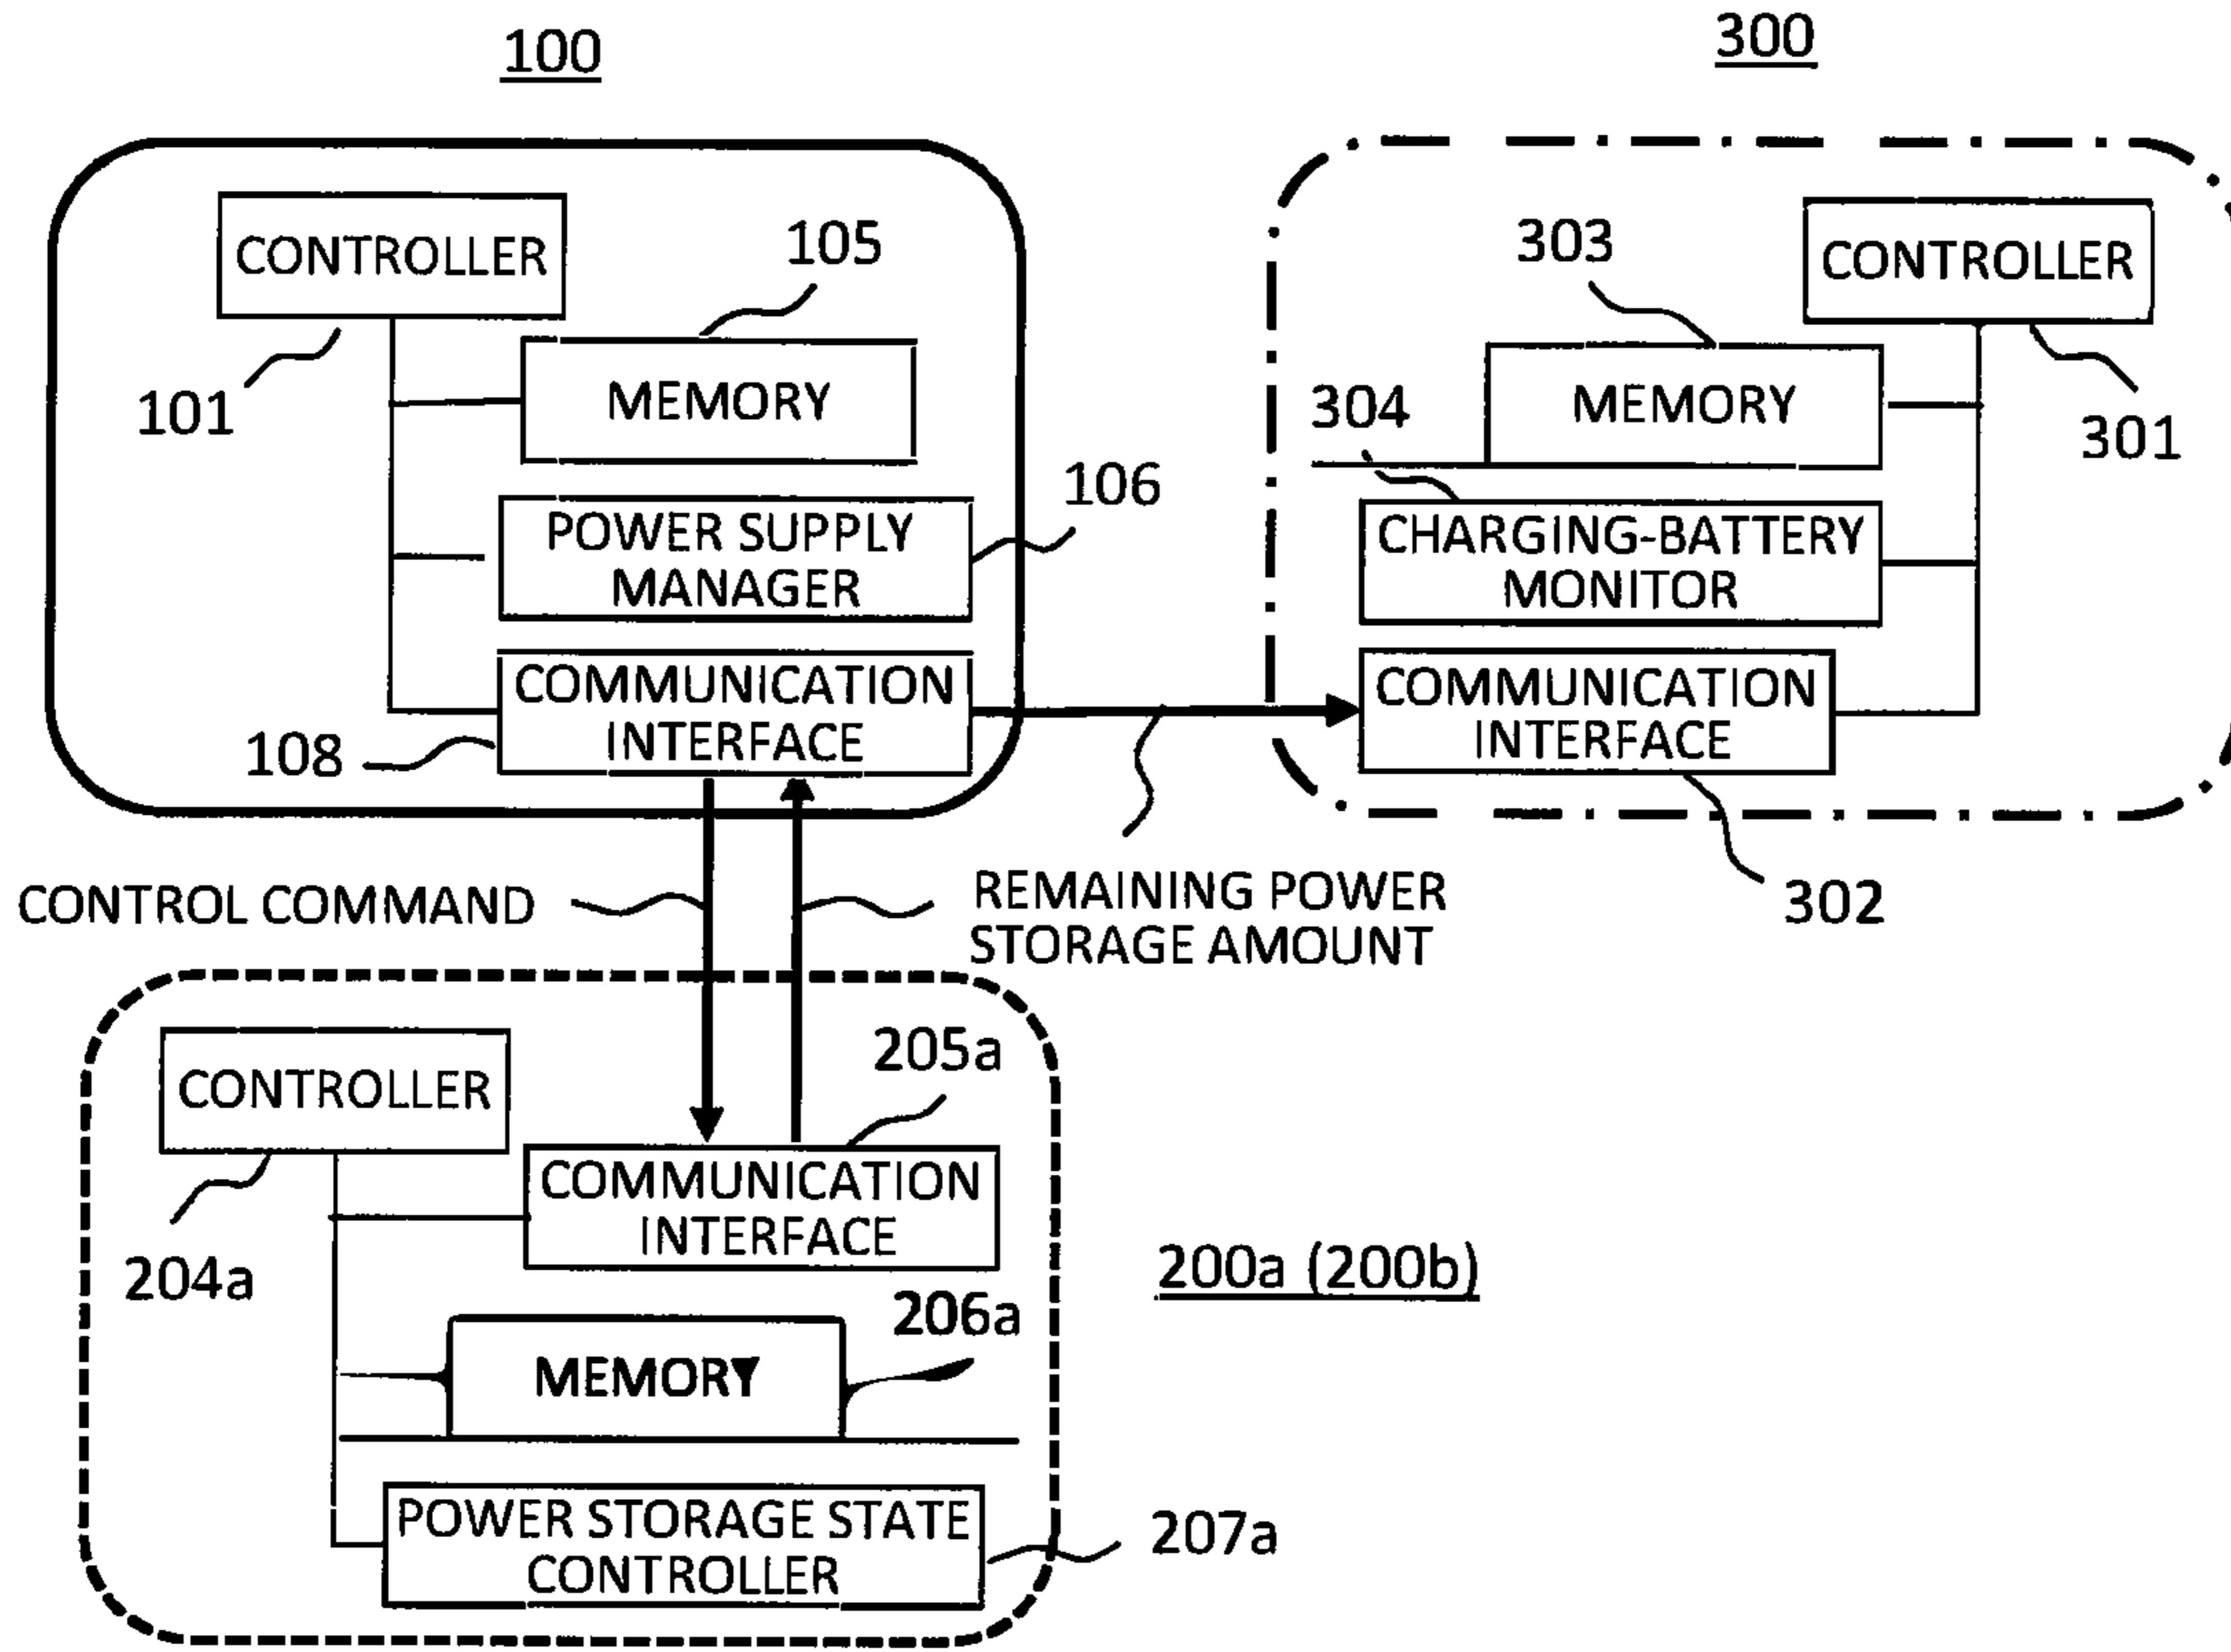 100
300
CONTROLLER
101
105
MEMORY
106
POWER SUPPLY
MANAGER
COMMUNICATION
INTERFACE
108
CONTROLLER
301
303
MEMORY
304
CHARGING-BATTERY
MONITOR
COMMUNICATION
INTERFACE
302
CONTROL COMMAND
REMAINING POWER
STORAGE AMOUNT
CONTROLLER
204a
205a
COMMUNICATION
INTERFACE
200a (200b)
206a
MEMORY
POWER STORAGE STATE
CONTROLLER
207a